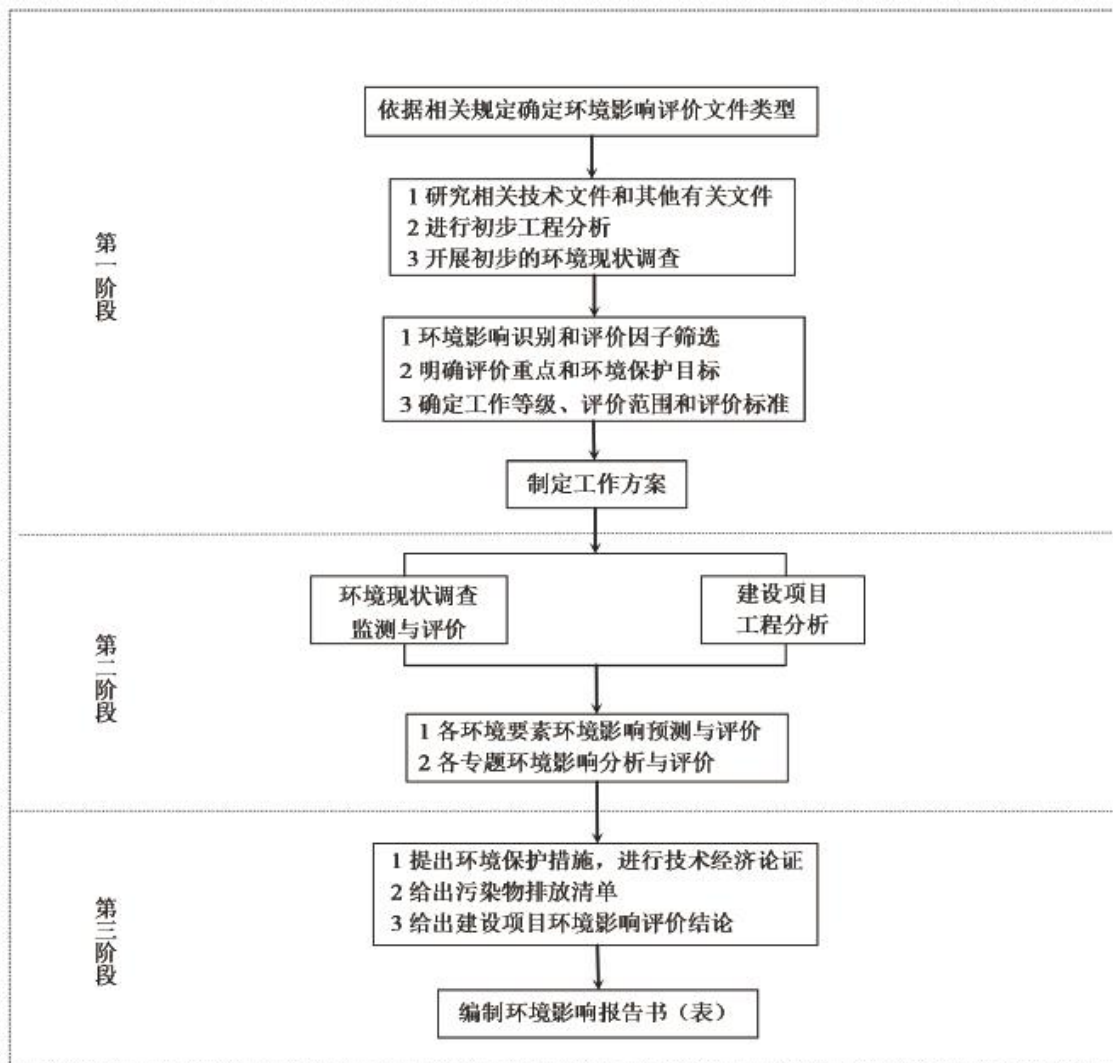 依据相关规定确定环境影响评价文件类型
1 研究相关技术文件和其他有关文件
2 进行初步工程分析
3 开展初步的环境现状调查
第一阶段
1 环境影响识别和评价因子筛选
2 明确评价重点和环境保护目标
3 确定工作等级、评价范围和评价标准
制定工作方案
第二阶段
环境现状调查
监测与评价
建设项目
工程分析
1 各环境要素环境影响预测与评价
2 各专题环境影响分析与评价
第三阶段
1 提出环境保护措施，进行技术经济论证
2 给出污染物排放清单
3 给出建设项目环境影响评价结论
编制环境影响报告书（表）